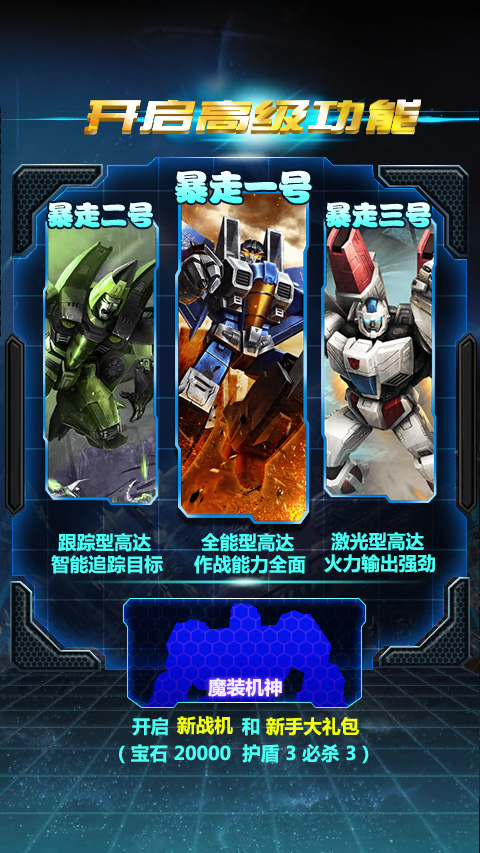 开启高级功能
暴走二号
暴走一号
暴走三号
跟踪型高达
智能追踪目标
全能型高达
作战能力全面
激光型高达
火力输出强劲
魔装机神
开启 新战机 和 新手大礼包
（宝石 20000 护盾 3 必杀 3）